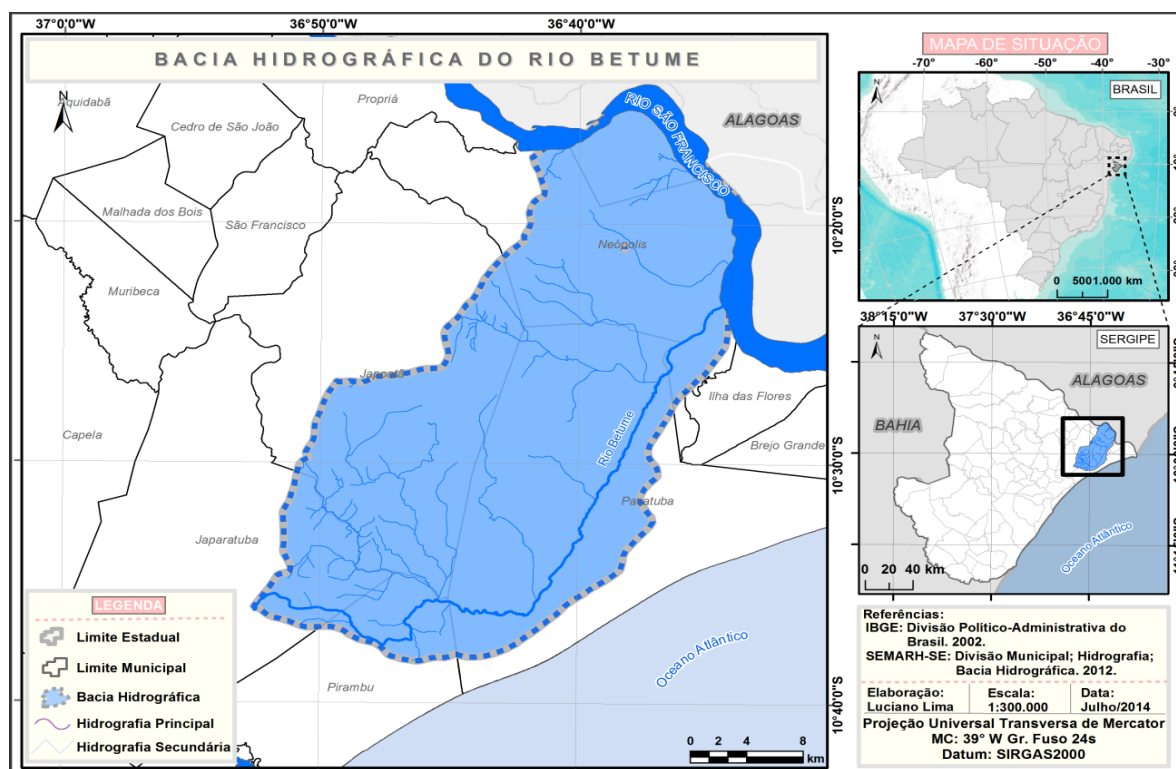 37°0'0"W
36°50'0"W
36°40'0"W
BACIA HIDROGRÁFICA DO RIO BETUME
N
Aquidabã
Propriá
Cedro de São João
RIO SÃO FRANCISCO
ALAGOAS
Malhada dos Bois
São Francisco
10°20'0"S
Neópolis
Muribeca
Japoatã
Ilha das Flores
Capela
Rio Betume
Brejo Grande
10°30'0"S
Pacatuba
Japaratuba
Oceano Atlântico
Pirambu
10°40'0"S
LEGENDA
Limite Estadual
Limite Municipal
Bacia Hidrográfica
Hidrografia Principal
Hidrografia Secundária
0 2 4 8
km
MAPA DE SITUAÇÃO
-70° -60° -50° -40° -30°
N
BRASIL
0 5001.000 km
38°15'0"W 37°30'0"W 36°45'0"W
N
SERGIPE
ALAGOAS
BAHIA
Oceano Atlântico
0 20 40 km
Referências:
IBGE: Divisão Político-Administrativa do
Brasil. 2002.
SEMARH-SE: Divisão Municipal; Hidrografia;
Bacia Hidrográfica. 2012.
Elaboração: Escala: Data:
Luciano Lima 1:300.000 Julho/2014
Projeção Universal Transversa de Mercator
MC: 39° W Gr. Fuso 24s
Datum: SIRGAS2000